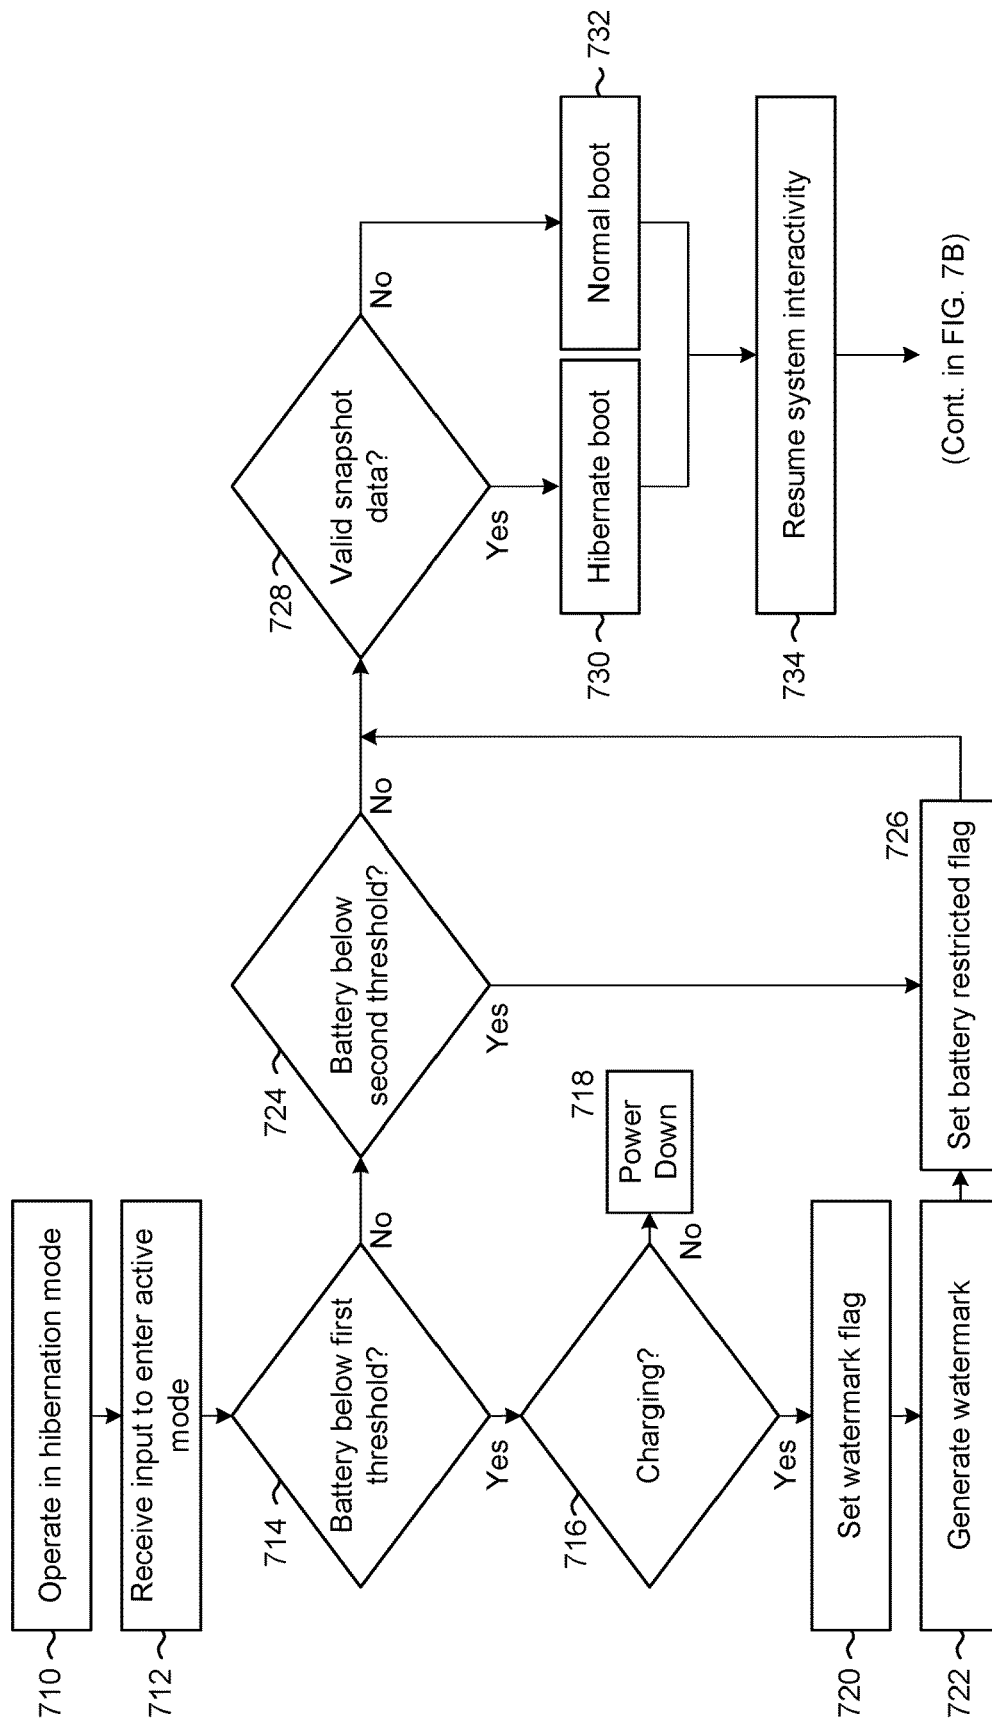 710
Operate in hibernation mode
712
Receive input to enter active
mode
714
Battery below first
threshold?
No
Yes
716
Charging?
No
718
Power
Down
Yes
720
Set watermark flag
722
Generate watermark
724
Battery below
second threshold?
No
Yes
726
Set battery restricted flag
728
Valid snapshot
data?
No
Yes
730
Hibernate boot
732
Normal boot
734
Resume system interactivity
(Cont. in FIG. 7B)